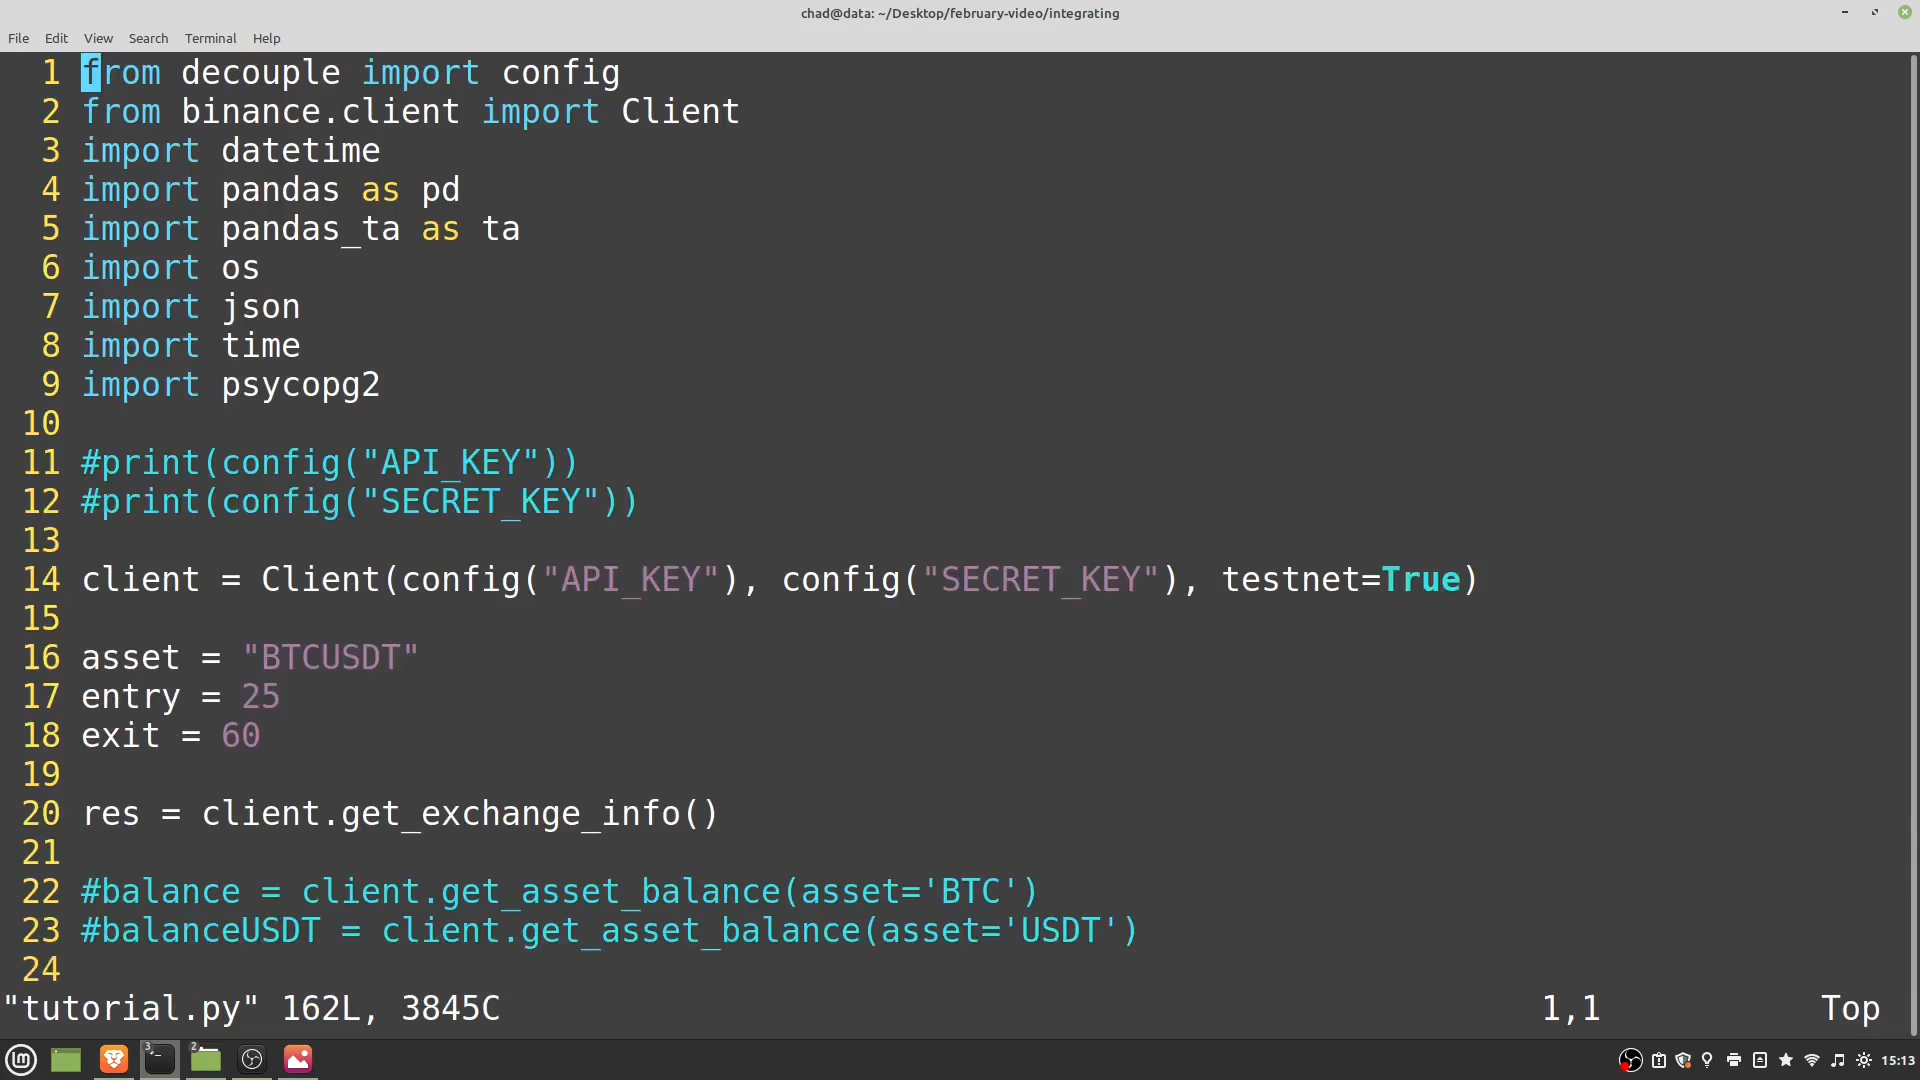 chad@data: ~/Desktop/february-video/integrating
File Edit View Search Terminal Help
1 from decouple import config
2 from binance.client import Client
3 import datetime
4 import pandas as pd
5 import pandas_ta as ta
6 import os
7 import json
8 import time
9 import psycopg2
10
11 #print(config("API_KEY"))
12 #print(config("SECRET_KEY"))
13
14 client = Client(config("API_KEY"), config("SECRET_KEY"), testnet=True)
15
16 asset = "BTCUSDT"
17 entry = 25
18 exit = 60
19
20 res = client.get_exchange_info()
21
22 #balance = client.get_asset_balance(asset='BTC')
23 #balanceUSDT = client.get_asset_balance(asset='USDT')
24
"tutorial.py" 162L, 3845C 1,1 Top
3 2 15:13